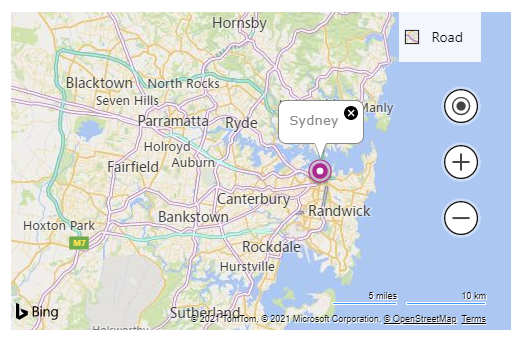 Hornsby
Road
Blacktown
North Rocks
Seven Hills
Manly
Sydney
Parramatta
Ryde
Holroyd
Auburn
Fairfield
Canterbury
Randwick
Bankstown
Hoxton Park
M7
Rockdale
Hurstville
5 miles
10 km
Bing
Sutherland
© 2021 TomTom, © 2021 Microsoft Corporation, © OpenStreetMap Terms
Holsworthy